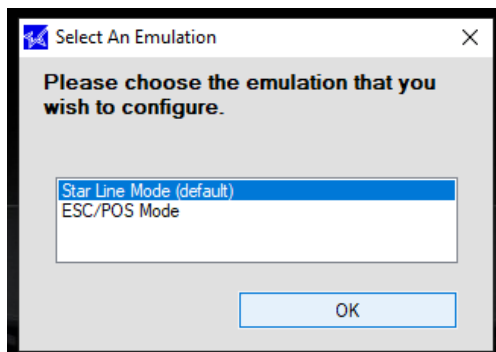 Select An Emulation
Please choose the emulation that you
wish to configure.
Star Line Mode (default)
ESC/POS Mode
OK